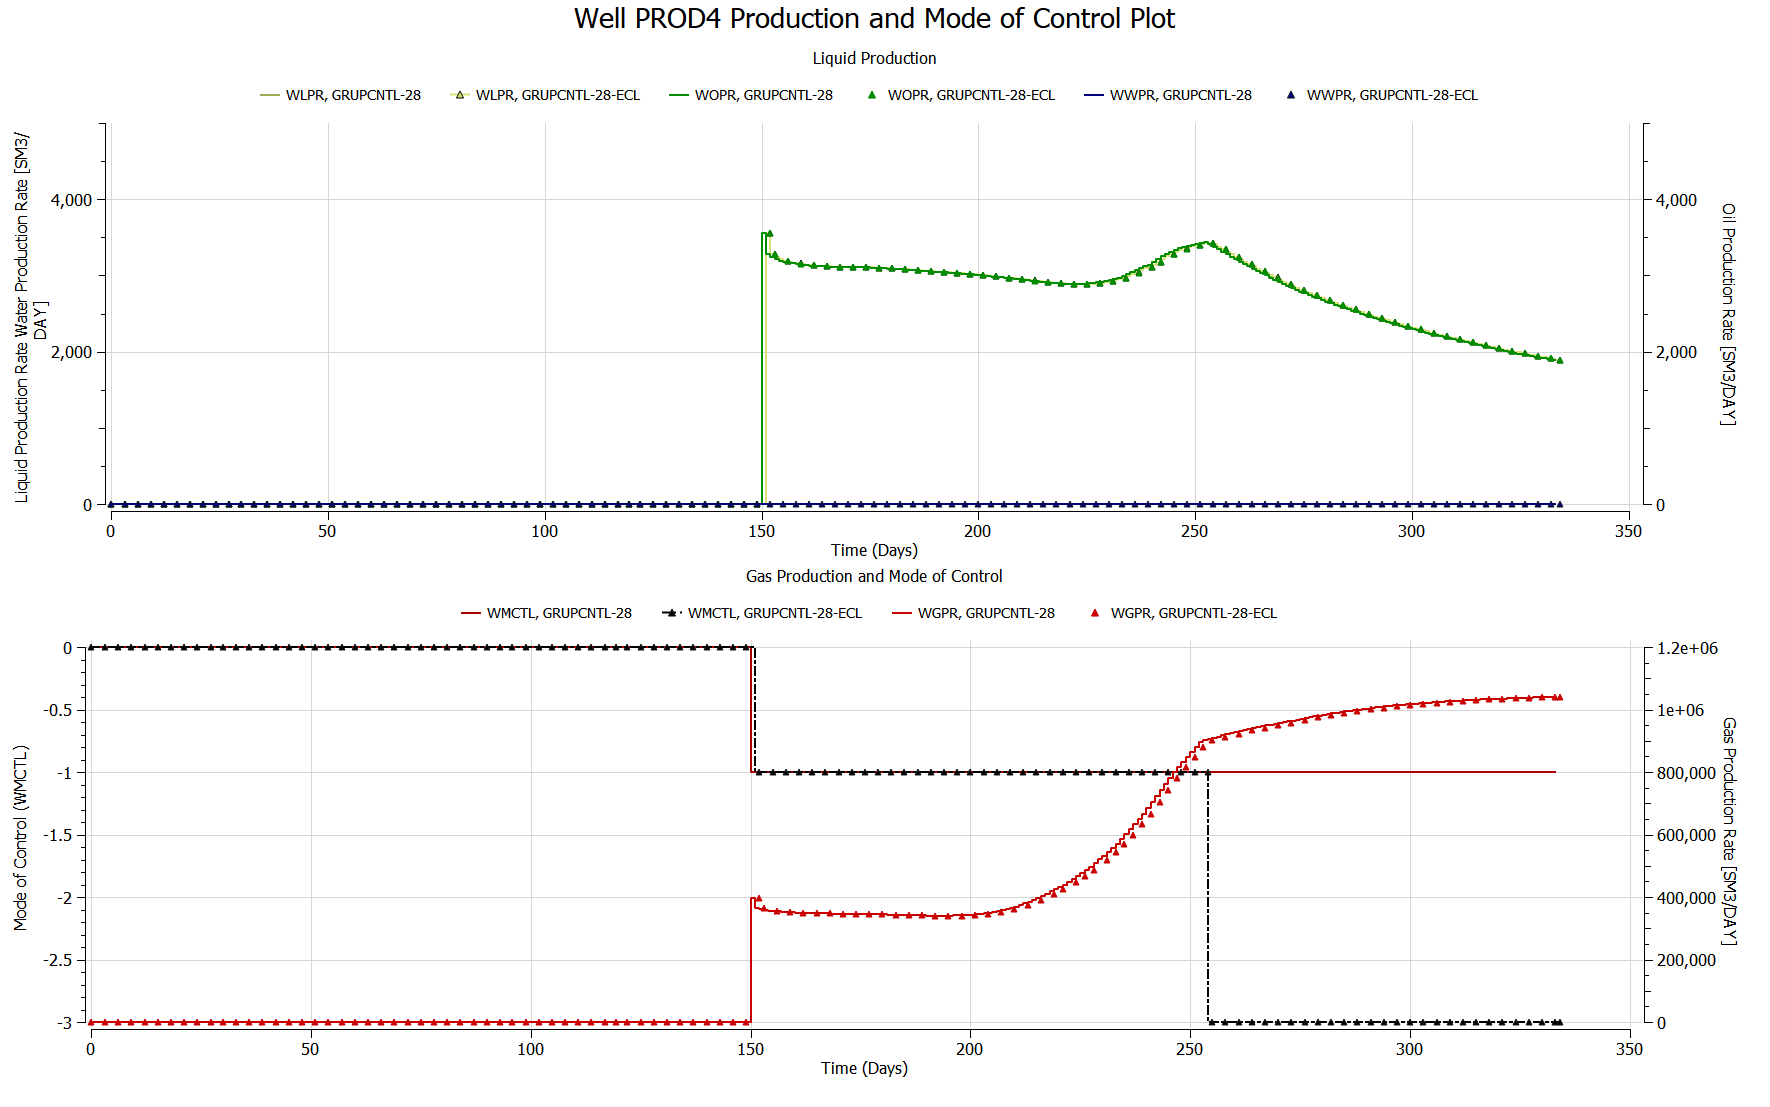 Well PROD4 Production and Mode of Control Plot
Liquid Production
WLPR, GRUPCNTL-28 WLPR, GRUPCNTL-28-ECL WOPR, GRUPCNTL-28 WOPR, GRUPCNTL-28-ECL WWPR, GRUPCNTL-28 WWPR, GRUPCNTL-28-ECL
Liquid Production Rate Water Production Rate [SM3/
DAY]
4,000
2,000
0
4,000
2,000
0
Oil Production Rate [SM3/DAY]
0 50 100 150 200 250 300 350
Time (Days)
Gas Production and Mode of Control
WMCTL, GRUPCNTL-28 WMCTL, GRUPCNTL-28-ECL WGPR, GRUPCNTL-28 WGPR, GRUPCNTL-28-ECL
Mode of Control (WMCTL)
0
-0.5
-1
-1.5
-2
-2.5
-3
1.2e+06
1e+06
800,000
600,000
400,000
200,000
0
Gas Production Rate [SM3/DAY]
0 50 100 150 200 250 300 350
Time (Days)